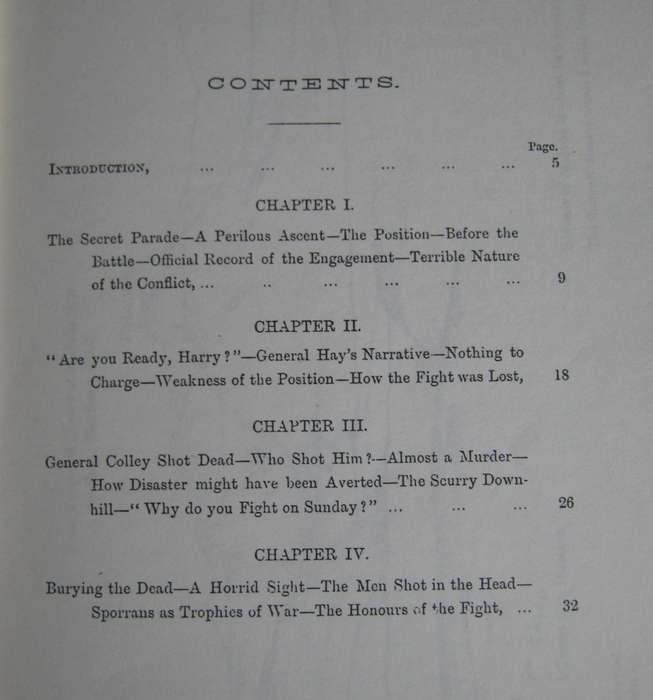 CONTENTS.
Page.
INTRODUCTION, ... ... ... ... ... ... 5
CHAPTER I.
The Secret Parade—A Perilous Ascent—The Position—Before the
Battle—Official Record of the Engagement—Terrible Nature
of the Conflict, ... .. ... ... ... ... 9
CHAPTER II.
"Are you Ready, Harry?"—General Hay's Narrative—Nothing to
Charge—Weakness of the Position—How the Fight was Lost, 18
CHAPTER III.
General Colley Shot Dead—Who Shot Him?—Almost a Murder—
How Disaster might have been Averted—The Scurry Down-
hill—"Why do you Fight on Sunday?" ... ... ... 26
CHAPTER IV.
Burying the Dead—A Horrid Sight—The Men Shot in the Head—
Sporrans as Trophies of War—The Honours of the Fight, ... 32